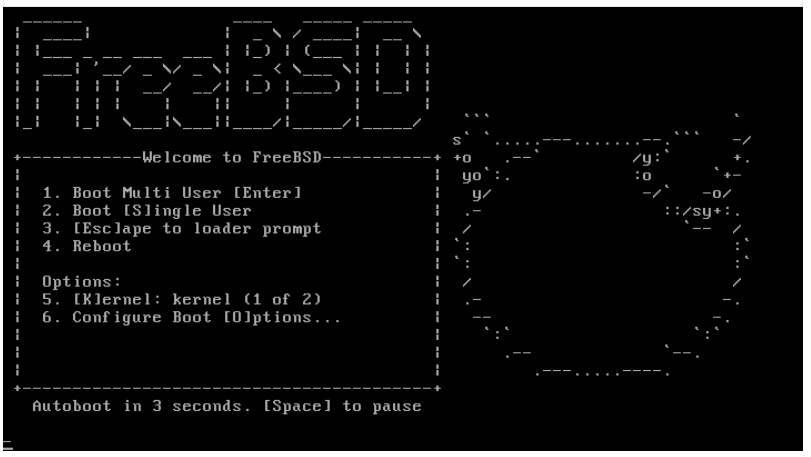 FreeBSD
Welcome to FreeBSD
1. Boot Multi User [Enter]
2. Boot [S]ingle User
3. [Esc]ape to loader prompt
4. Reboot
Options:
5. [K]ernel: kernel (1 of 2)
6. Configure Boot [O]ptions...
Autoboot in 3 seconds. [Space] to pause